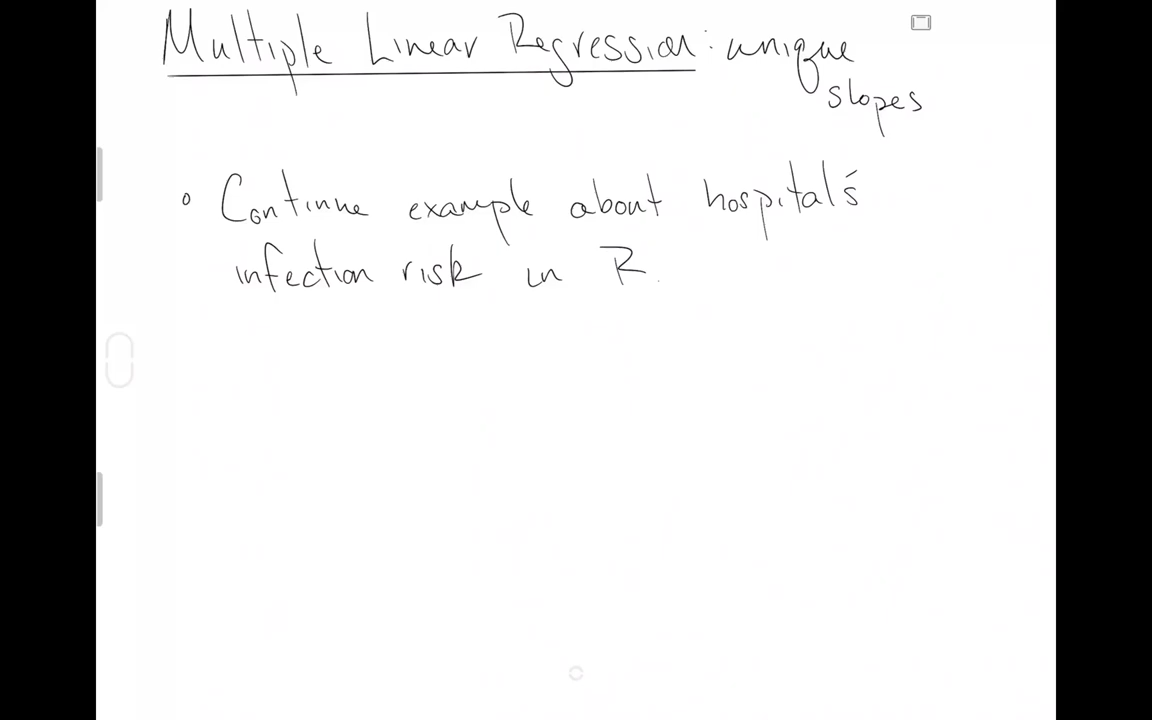 Multiple Linear Regression: unique
slopes
• Continue example about hospital's
infection risk in R.